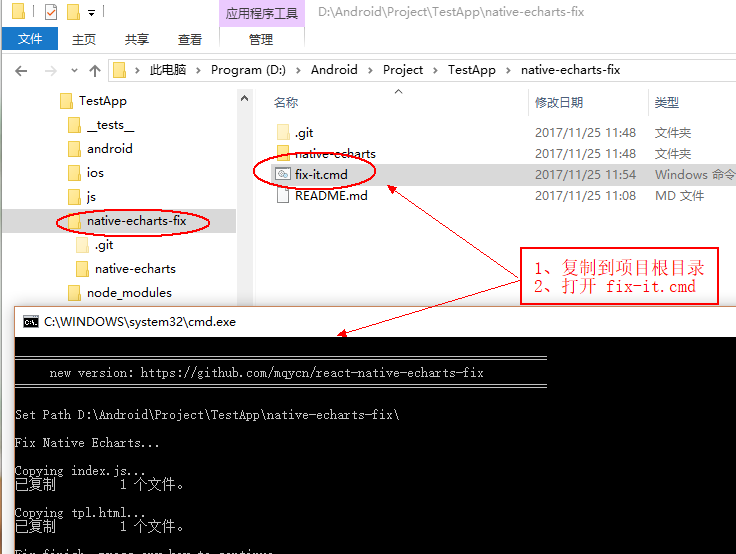 应用程序工具
D:\Android\Project\TestApp\native-echarts-fix
文件 主页 共享 查看 管理
此电脑 Program (D:) Android Project TestApp native-echarts-fix
TestApp
__tests__
android
ios
js
native-echarts-fix
.git
native-echarts
node_modules
名称 修改日期 类型
.git 2017/11/25 11:48 文件夹
native-echarts 2017/11/25 11:48 文件夹
fix-it.cmd 2017/11/25 11:54 Windows 命令
README.md 2017/11/25 11:08 MD 文件
1、复制到项目根目录
2、打开 fix-it.cmd
C:\WINDOWS\system32\cmd.exe
new version: https://github.com/mqycn/react-native-echarts-fix
Set Path D:\Android\Project\TestApp\native-echarts-fix\
Fix Native Echarts...
Copying index.js...
已复制 1 个文件。
Copying tpl.html...
已复制 1 个文件。
Fix finish, press any key to continue